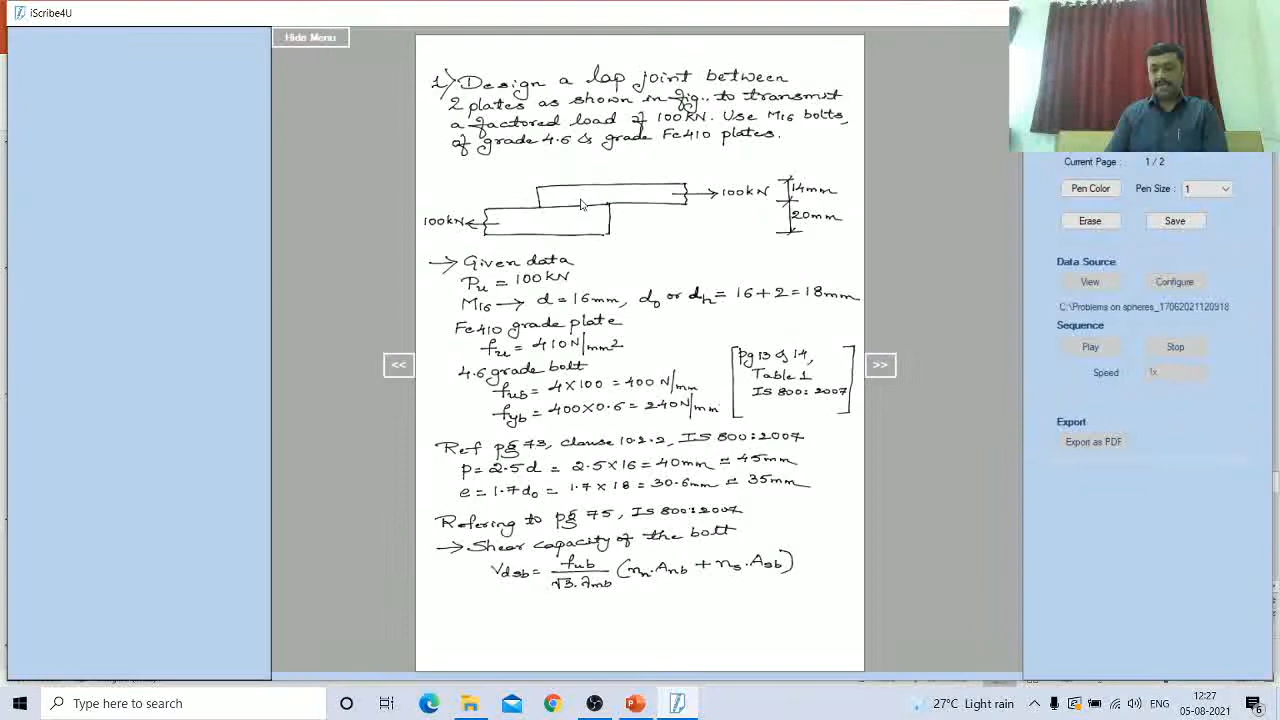 iScribe4U
Hide Menu
1) Design a lap joint between
2 plates as shown in fig.. to transmit
a factored load of 100KN. Use M16 bolts,
of grade 4.6 & grade Fe410 plates.
100kN
100kN
14mm
20mm
→ Given data
Pu = 100KN
M16 → d = 16mm, d₀ or dh = 16 + 2 = 18mm
Fe410 grade plate
fu = 410N/mm2
4.6 grade bolt
fub = 4×100 = 400 N/mm
fyb = 400×0.6 = 240N/mm
[pg 13 & 14,
Table 1
IS 800: 2007]
Ref pg 73, clause 10.2.2, IS 800:2007
p = 2.5d = 2.5×16 = 40mm ≃ 45mm
e = 1.7d₀ = 1.7×18 = 30.6mm ≃ 35mm
Refering to pg 75, IS 800:2007
→ Shear capacity of the bolt
Vdsb = fub/√3.γmb (nn.Anb + ns.Asb)
<<
>>
Current Page : 1 / 2
Pen Color Pen Size : 1
Erase Save
Data Source:
View Configure
C:\Problems on spheres_17062021120918
Sequence
Play Stop
Speed 1x
Export
Export as PDF
Type here to search
27°C Light rain
ENG
12:27
05-08-2021
6